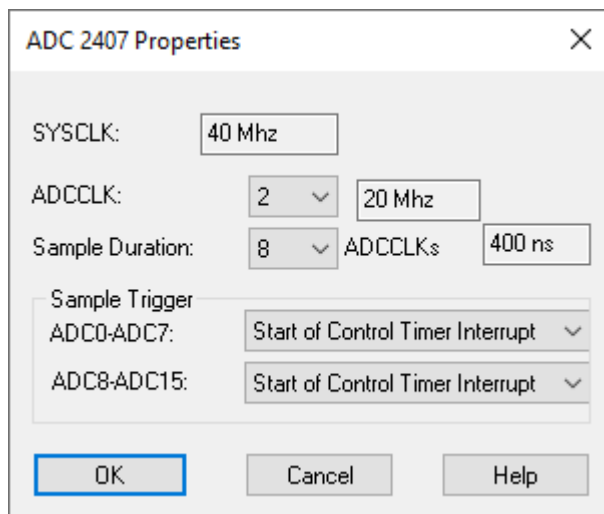 ADC 2407 Properties
SYSCLK: 40 Mhz
ADCCLK: 2 20 Mhz
Sample Duration: 8 ADCCLKs 400 ns
Sample Trigger
ADC0-ADC7: Start of Control Timer Interrupt
ADC8-ADC15: Start of Control Timer Interrupt
OK Cancel Help